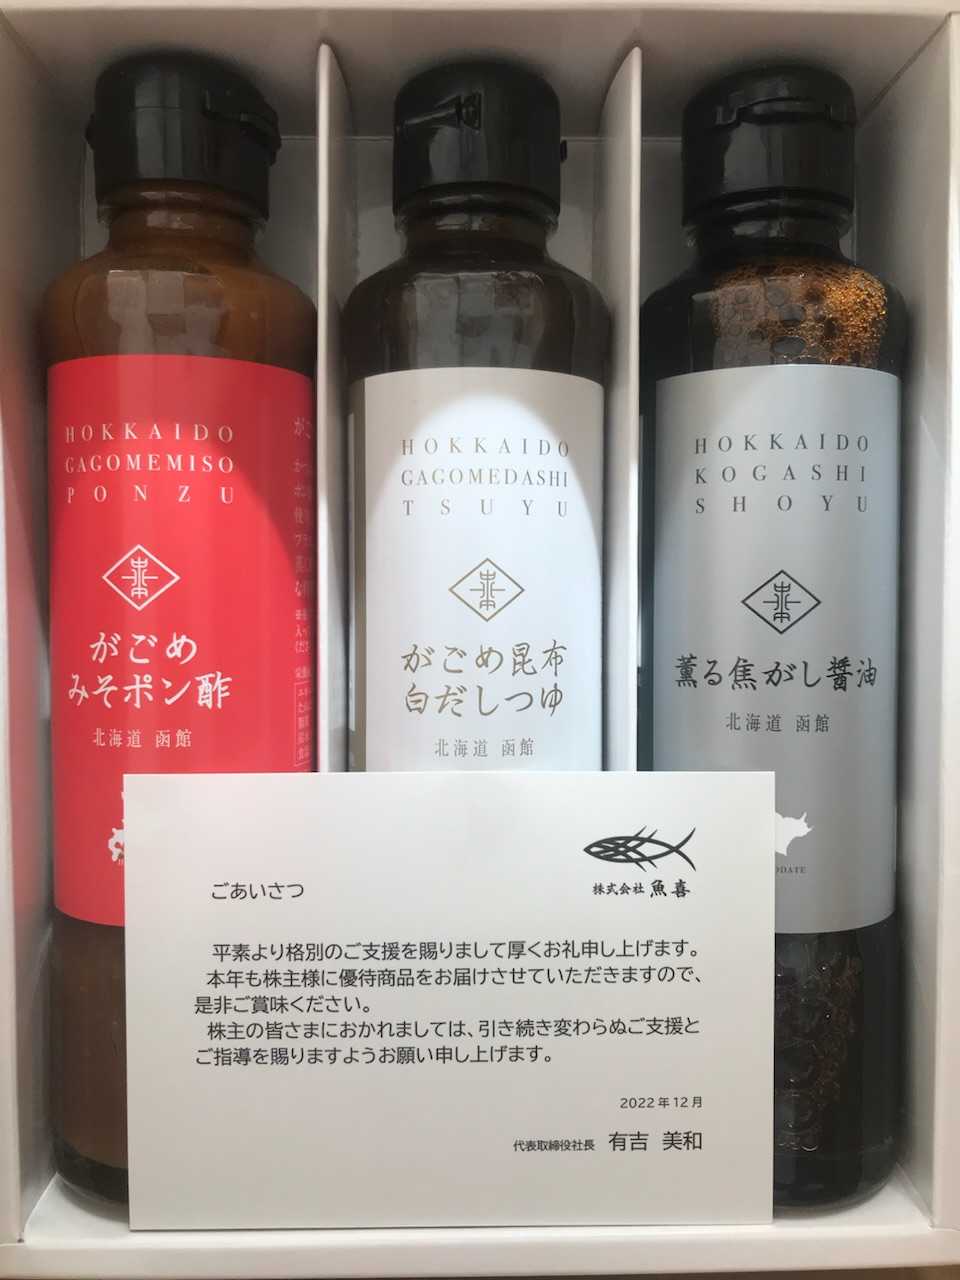 HOKKAIDO
GAGOMEMISO
PONZU
がごめ
みそポン酢
北海道 函館
HOKKAIDO
GAGOMEDASHI
TSUYU
がごめ昆布
白だしつゆ
北海道 函館
HOKKAIDO
KOGASHI
SHOYU
薫る焦がし醬油
北海道 函館
株式会社 魚喜
ごあいさつ
平素より格別のご支援を賜りまして厚くお礼申し上げます。
本年も株主様に優待商品をお届けさせていただきますので、
是非ご賞味ください。
株主の皆さまにおかれましては、引き続き変わらぬご支援と
ご指導を賜りますようお願い申し上げます。
2022年12月
代表取締役社長 有吉 美和